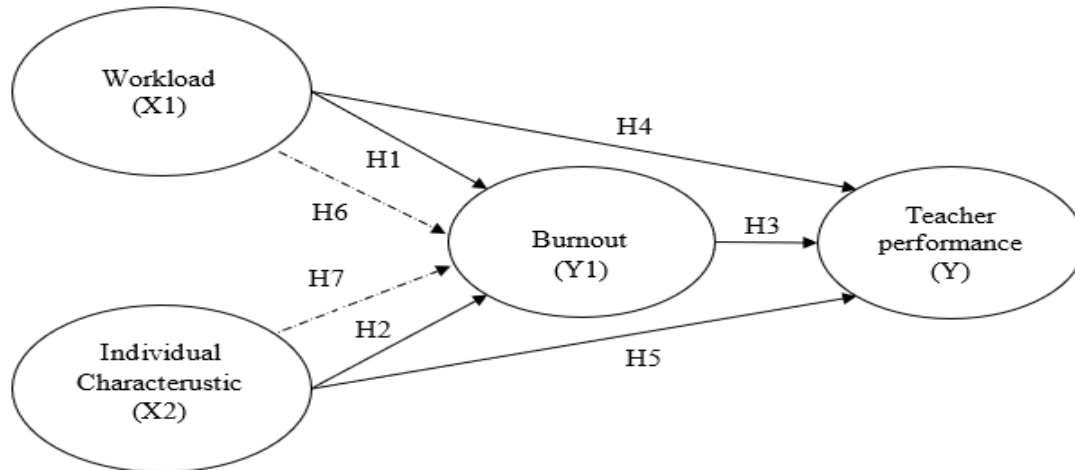 Workload
(X1)
H4
H1
H6
Burnout
(Y1)
H3
Teacher
performance
(Y)
H7
H2
H5
Individual
Characterustic
(X2)